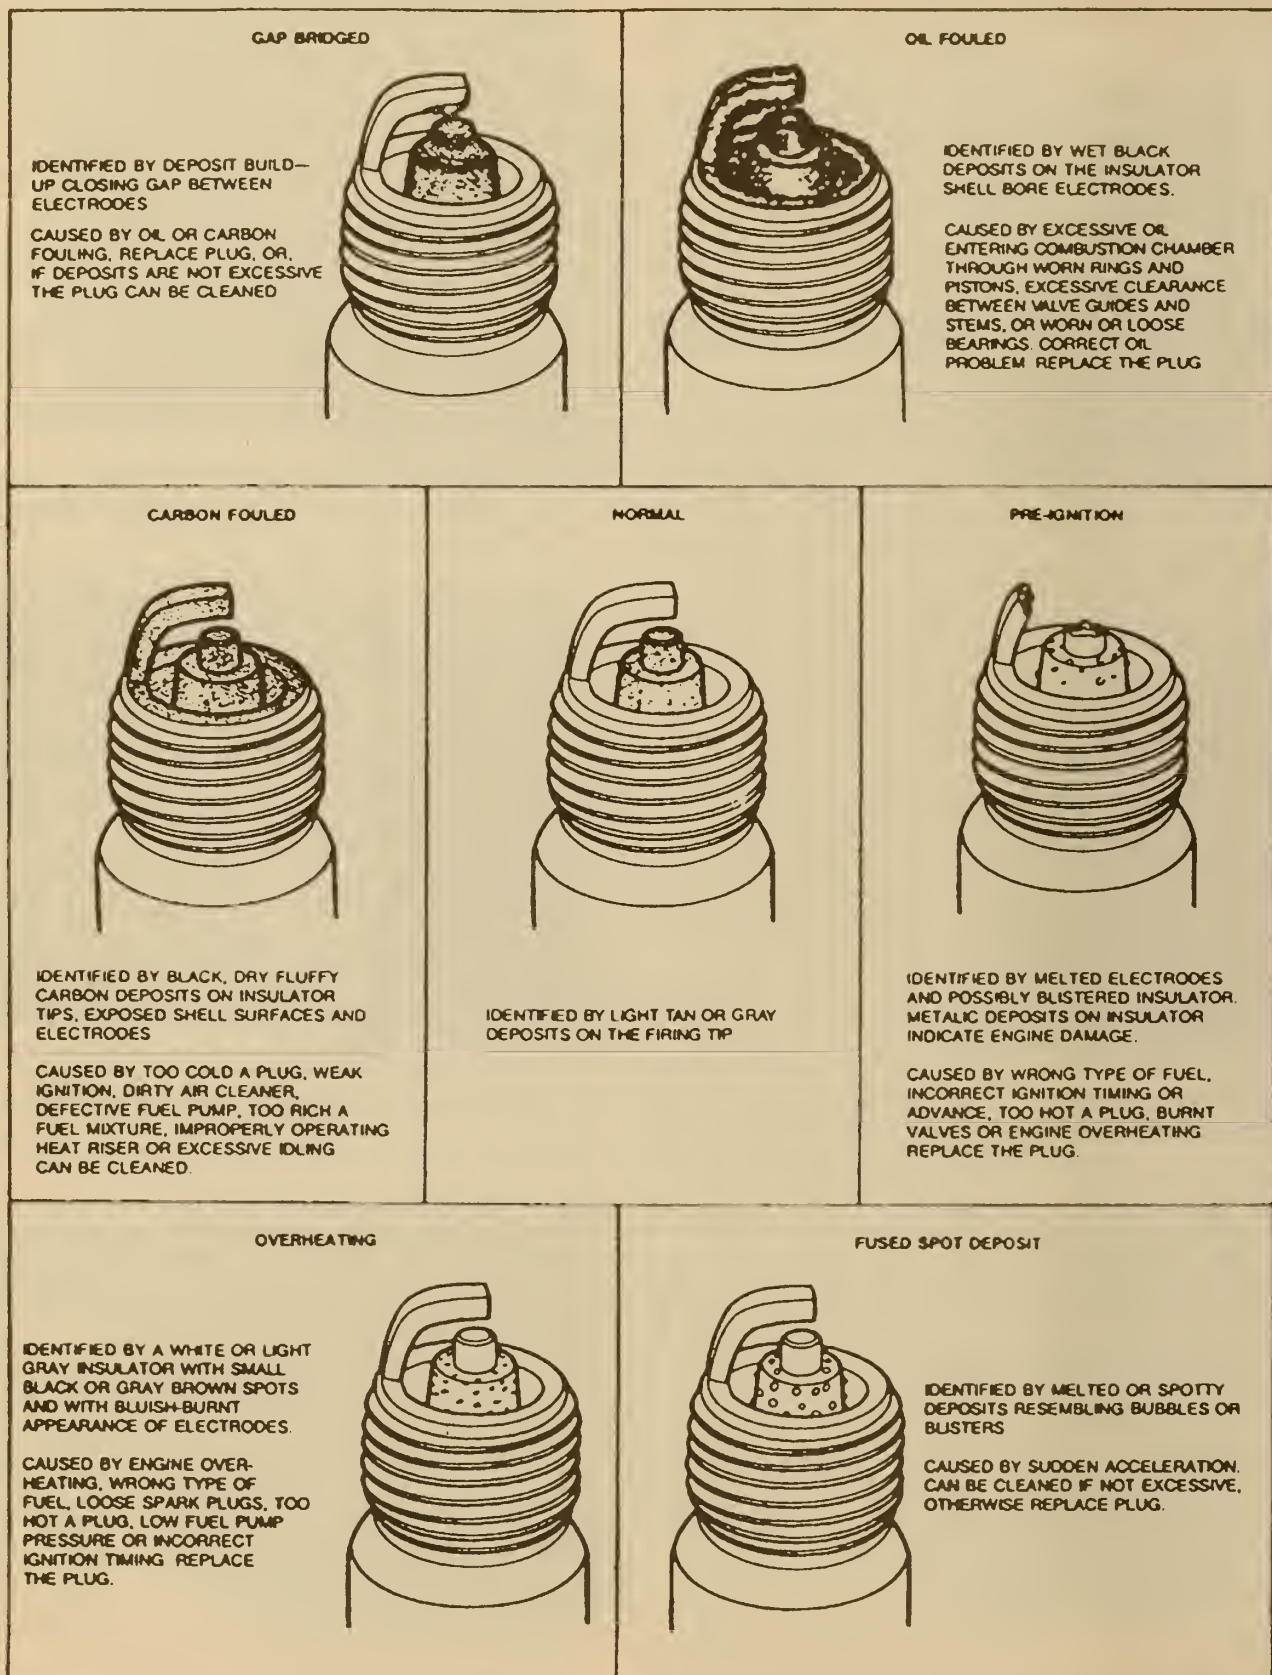 GAP BRIDGED
IDENTIFIED BY DEPOSIT BUILD—
UP CLOSING GAP BETWEEN
ELECTRODES
CAUSED BY OIL OR CARBON
FOULING, REPLACE PLUG, OR,
IF DEPOSITS ARE NOT EXCESSIVE
THE PLUG CAN BE CLEANED
OIL FOULED
IDENTIFIED BY WET BLACK
DEPOSITS ON THE INSULATOR
SHELL BORE ELECTRODES.
CAUSED BY EXCESSIVE OIL
ENTERING COMBUSTION CHAMBER
THROUGH WORN RINGS AND
PISTONS, EXCESSIVE CLEARANCE
BETWEEN VALVE GUIDES AND
STEMS, OR WORN OR LOOSE
BEARINGS. CORRECT OIL
PROBLEM REPLACE THE PLUG
CARBON FOULED
IDENTIFIED BY BLACK, DRY FLUFFY
CARBON DEPOSITS ON INSULATOR
TIPS, EXPOSED SHELL SURFACES AND
ELECTRODES
CAUSED BY TOO COLD A PLUG, WEAK
IGNITION, DIRTY AIR CLEANER,
DEFECTIVE FUEL PUMP, TOO RICH A
FUEL MIXTURE, IMPROPERLY OPERATING
HEAT RISER OR EXCESSIVE IDLING
CAN BE CLEANED.
NORMAL
IDENTIFIED BY LIGHT TAN OR GRAY
DEPOSITS ON THE FIRING TIP
PRE-IGNITION
IDENTIFIED BY MELTED ELECTRODES
AND POSSIBLY BLISTERED INSULATOR.
METALIC DEPOSITS ON INSULATOR
INDICATE ENGINE DAMAGE.
CAUSED BY WRONG TYPE OF FUEL,
INCORRECT IGNITION TIMING OR
ADVANCE, TOO HOT A PLUG, BURNT
VALVES OR ENGINE OVERHEATING
REPLACE THE PLUG.
OVERHEATING
IDENTIFIED BY A WHITE OR LIGHT
GRAY INSULATOR WITH SMALL
BLACK OR GRAY BROWN SPOTS
AND WITH BLUISH-BURNT
APPEARANCE OF ELECTRODES.
CAUSED BY ENGINE OVER-
HEATING, WRONG TYPE OF
FUEL, LOOSE SPARK PLUGS, TOO
HOT A PLUG, LOW FUEL PUMP
PRESSURE OR INCORRECT
IGNITION TIMING REPLACE
THE PLUG.
FUSED SPOT DEPOSIT
IDENTIFIED BY MELTED OR SPOTTY
DEPOSITS RESEMBLING BUBBLES OR
BLISTERS
CAUSED BY SUDDEN ACCELERATION.
CAN BE CLEANED IF NOT EXCESSIVE,
OTHERWISE REPLACE PLUG.